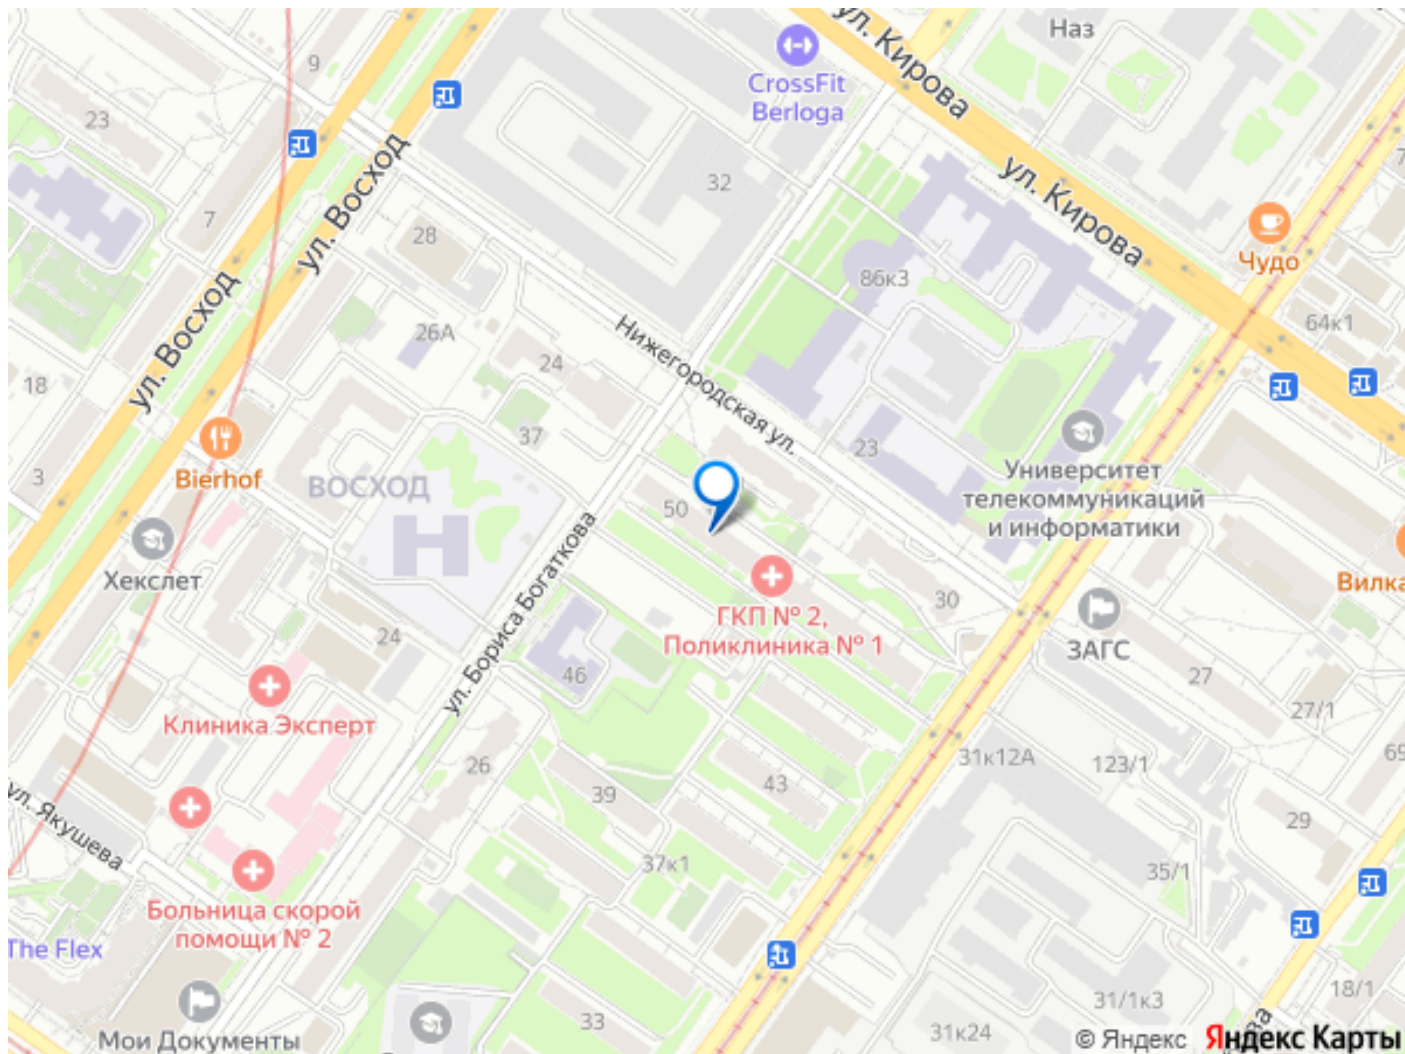 Наз
ул. Кирова
9
CrossFit
Berloga
23
32
ул. Восход
ул. Кирова
7
28
86к3
Чудо
ул. Восход
26А
24
Нижегородская ул.
64к1
18
37
23
Bierhof
3
ВОСХОД
50
Университет
телекоммуникаций
и информатики
Хекслет
ул. Бориса Богаткова
ГКП № 2,
Поликлиника № 1
30
Вилка
24
ЗАГС
46
27
27/1
Клиника Эксперт
26
39
43
31к12А
123/1
69
ул. Якушева
29
37к1
35/1
Больница скорой
помощи № 2
The Flex
33
31/1к3
18/1
Мои Документы
31к24
© Яндекс Яндекс Карты